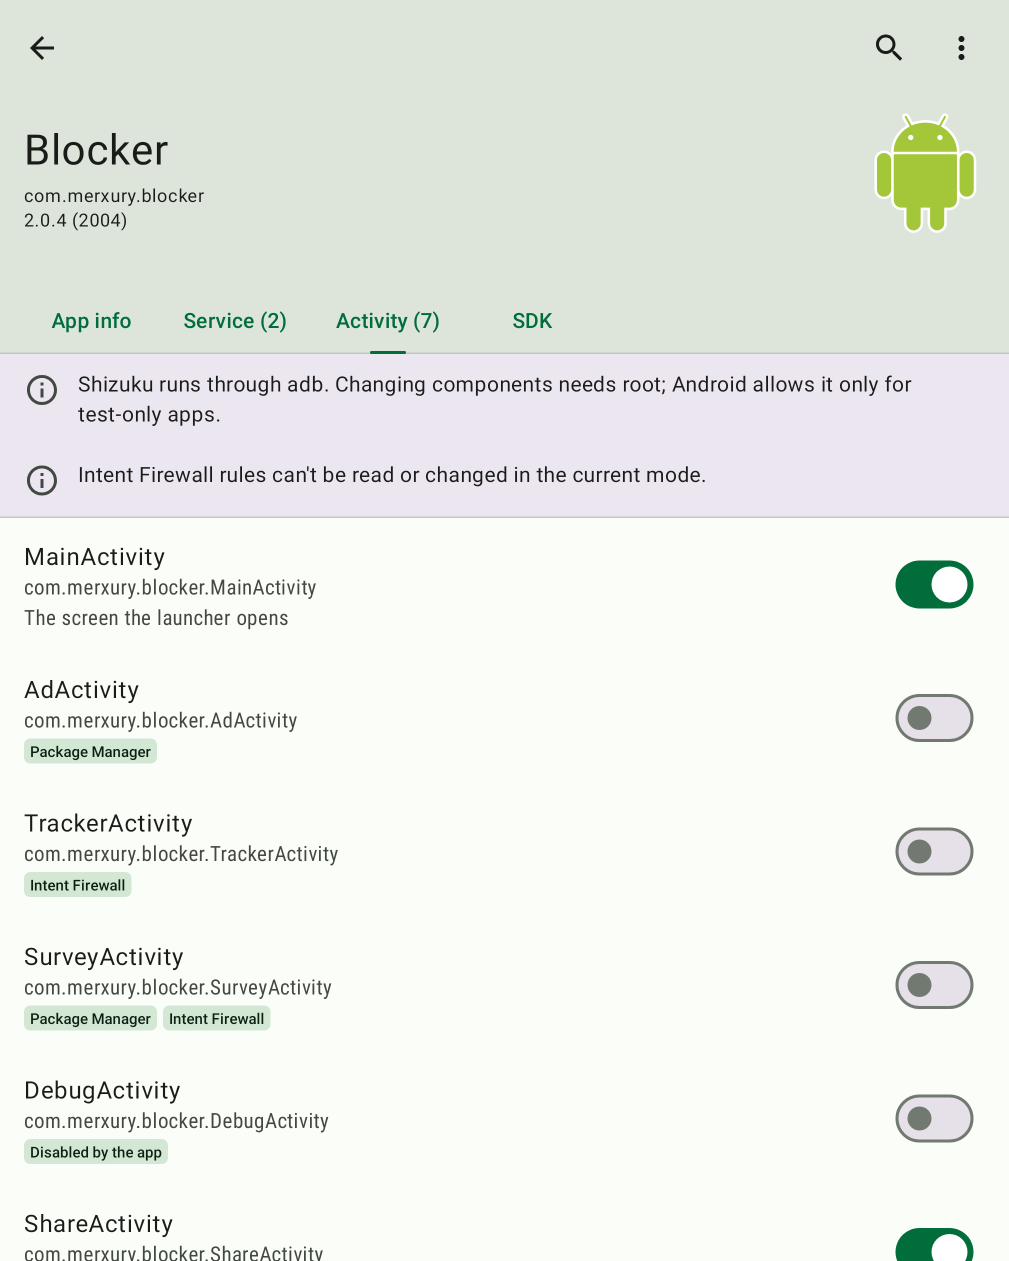 Blocker
com.merxury.blocker
2.0.4 (2004)
App info
Service (2)
Activity (7)
SDK
Shizuku runs through adb. Changing components needs root; Android allows it only for
test-only apps.
Intent Firewall rules can't be read or changed in the current mode.
MainActivity
com.merxury.blocker.MainActivity
The screen the launcher opens
AdActivity
com.merxury.blocker.AdActivity
Package Manager
TrackerActivity
com.merxury.blocker.TrackerActivity
Intent Firewall
SurveyActivity
com.merxury.blocker.SurveyActivity
Package Manager Intent Firewall
DebugActivity
com.merxury.blocker.DebugActivity
Disabled by the app
ShareActivity
com.merxury.blocker.ShareActivity